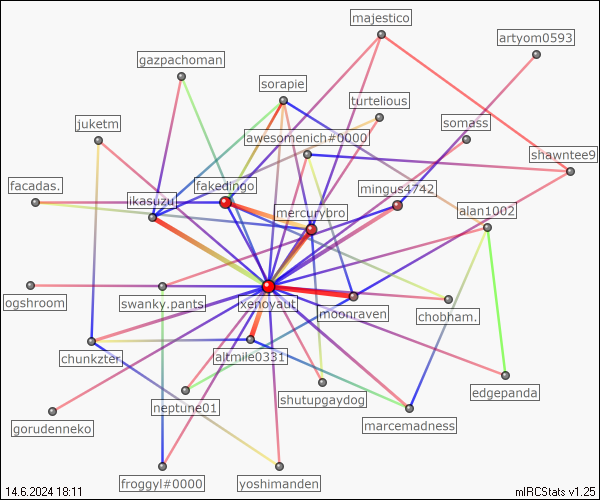 majestico
artyom0593
gazpachoman
sorapie
turtelious
juketm
awesomenich#0000
somass
shawntee9
facadas.
fakedingo
mingus4742
ikasuzu
mercurybro
alan1002
ogshroom
swanky.pants
xenovaut
moonraven
chobham.
chunkzter
altmile0331
edgepanda
neptune01
shutupgaydog
gorudenneko
marcemadness
froggyl#0000
yoshimanden
14.6.2024 18:11
mIRCStats v1.25